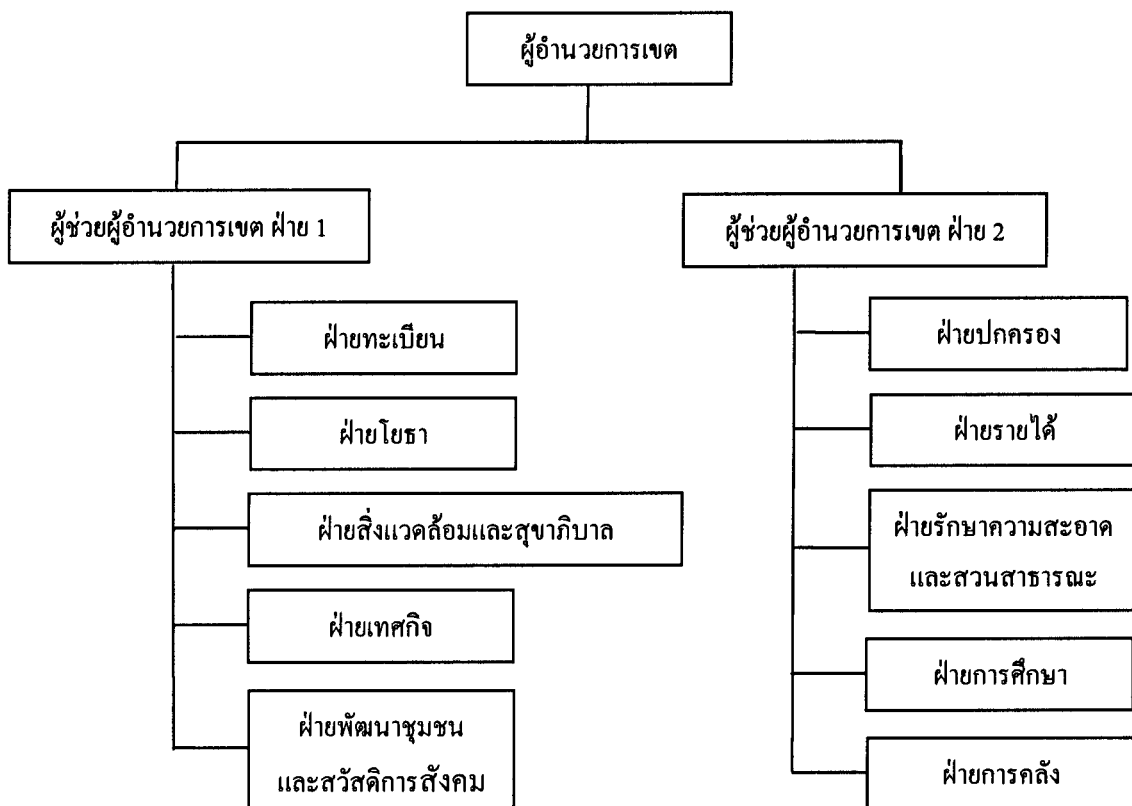 ผู้อำนวยการเขต
ผู้ช่วยผู้อำนวยการเขต ฝ่าย 1
ฝ่ายทะเบียน
ฝ่ายโยธา
ฝ่ายสิ่งแวดล้อมและสุขาภิบาล
ฝ่ายเทศกิจ
ฝ่ายพัฒนาชุมชน
และสวัสดิการสังคม
ผู้ช่วยผู้อำนวยการเขต ฝ่าย 2
ฝ่ายปกครอง
ฝ่ายรายได้
ฝ่ายรักษาความสะอาด
และสวนสาธารณะ
ฝ่ายการศึกษา
ฝ่ายการคลัง